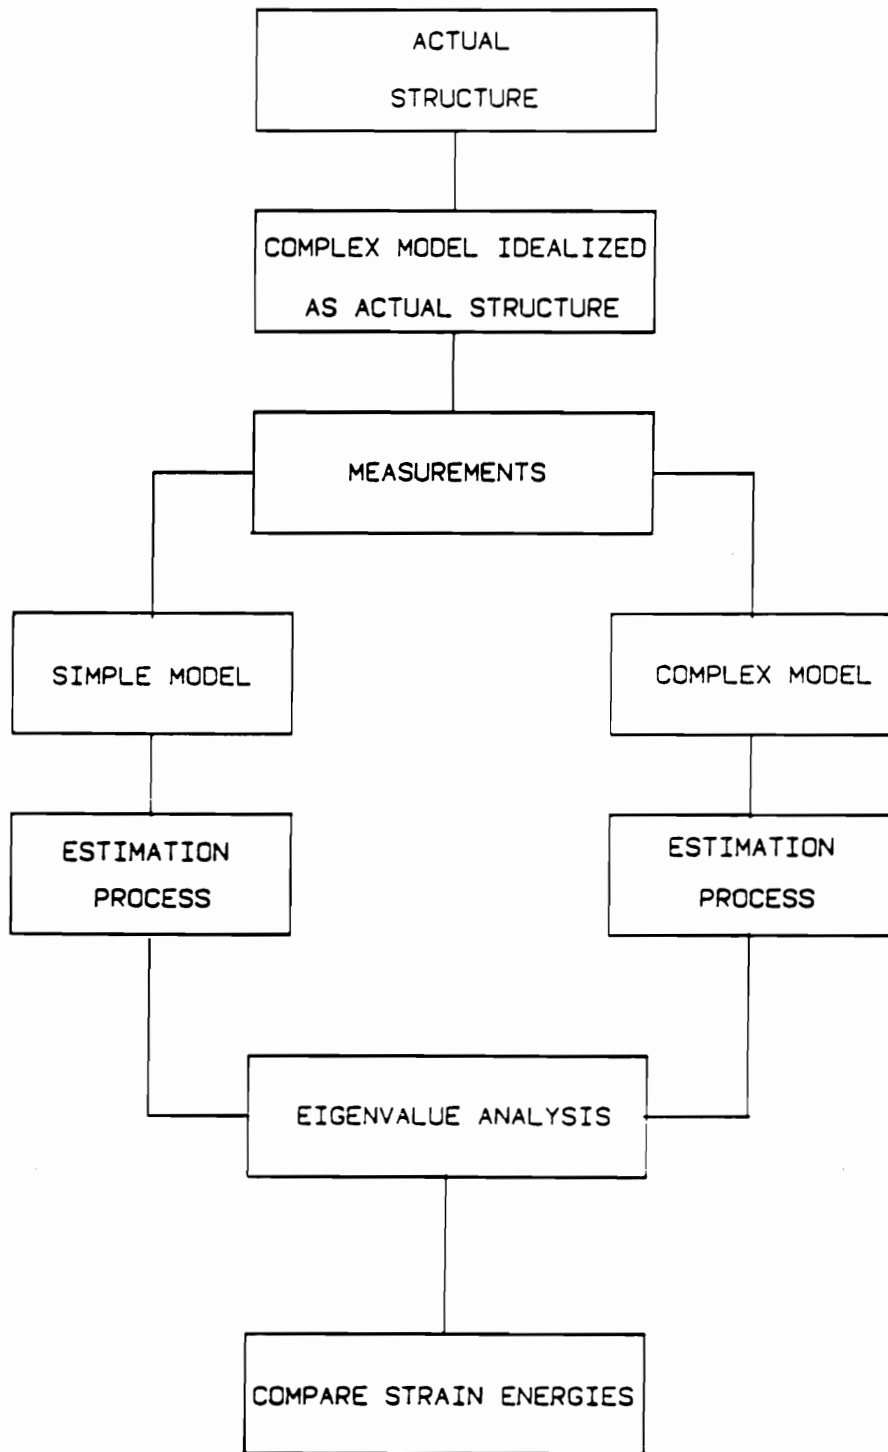 ACTUAL
STRUCTURE
COMPLEX MODEL IDEALIZED
AS ACTUAL STRUCTURE
MEASUREMENTS
SIMPLE MODEL
COMPLEX MODEL
ESTIMATION
PROCESS
ESTIMATION
PROCESS
EIGENVALUE ANALYSIS
COMPARE STRAIN ENERGIES